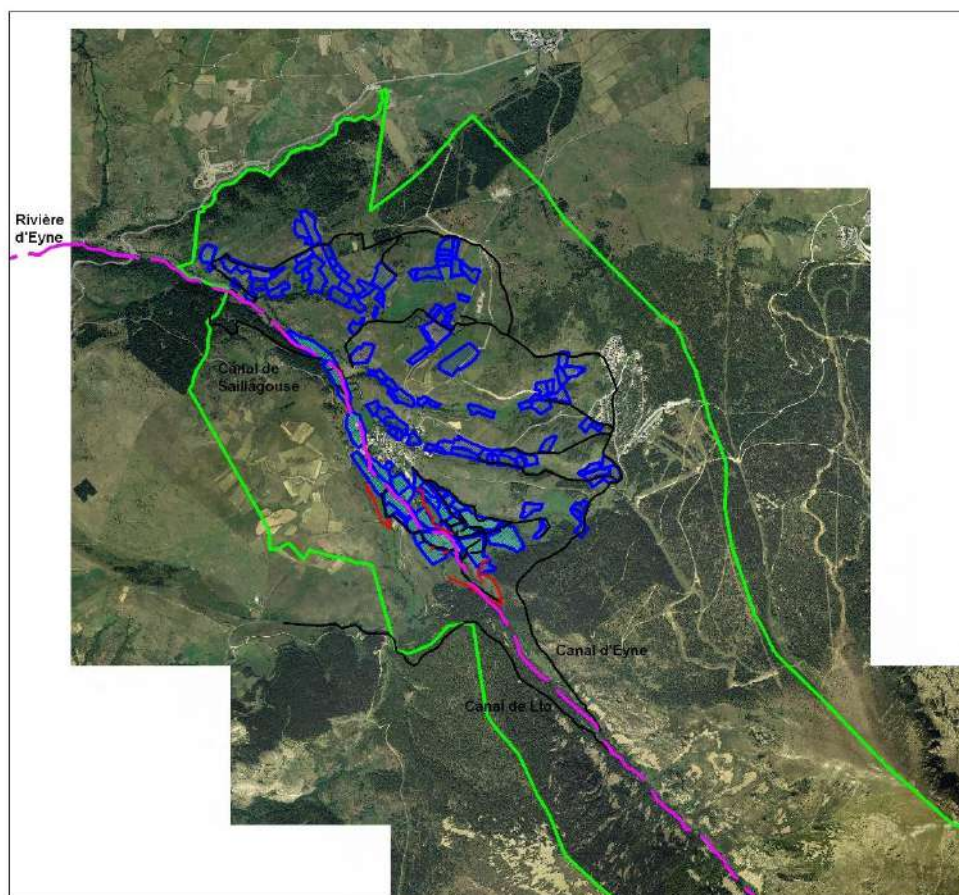 Rivière
d'Eyne
Canal de
Saillagouse
Canal d'Eyne
Canal de Llo